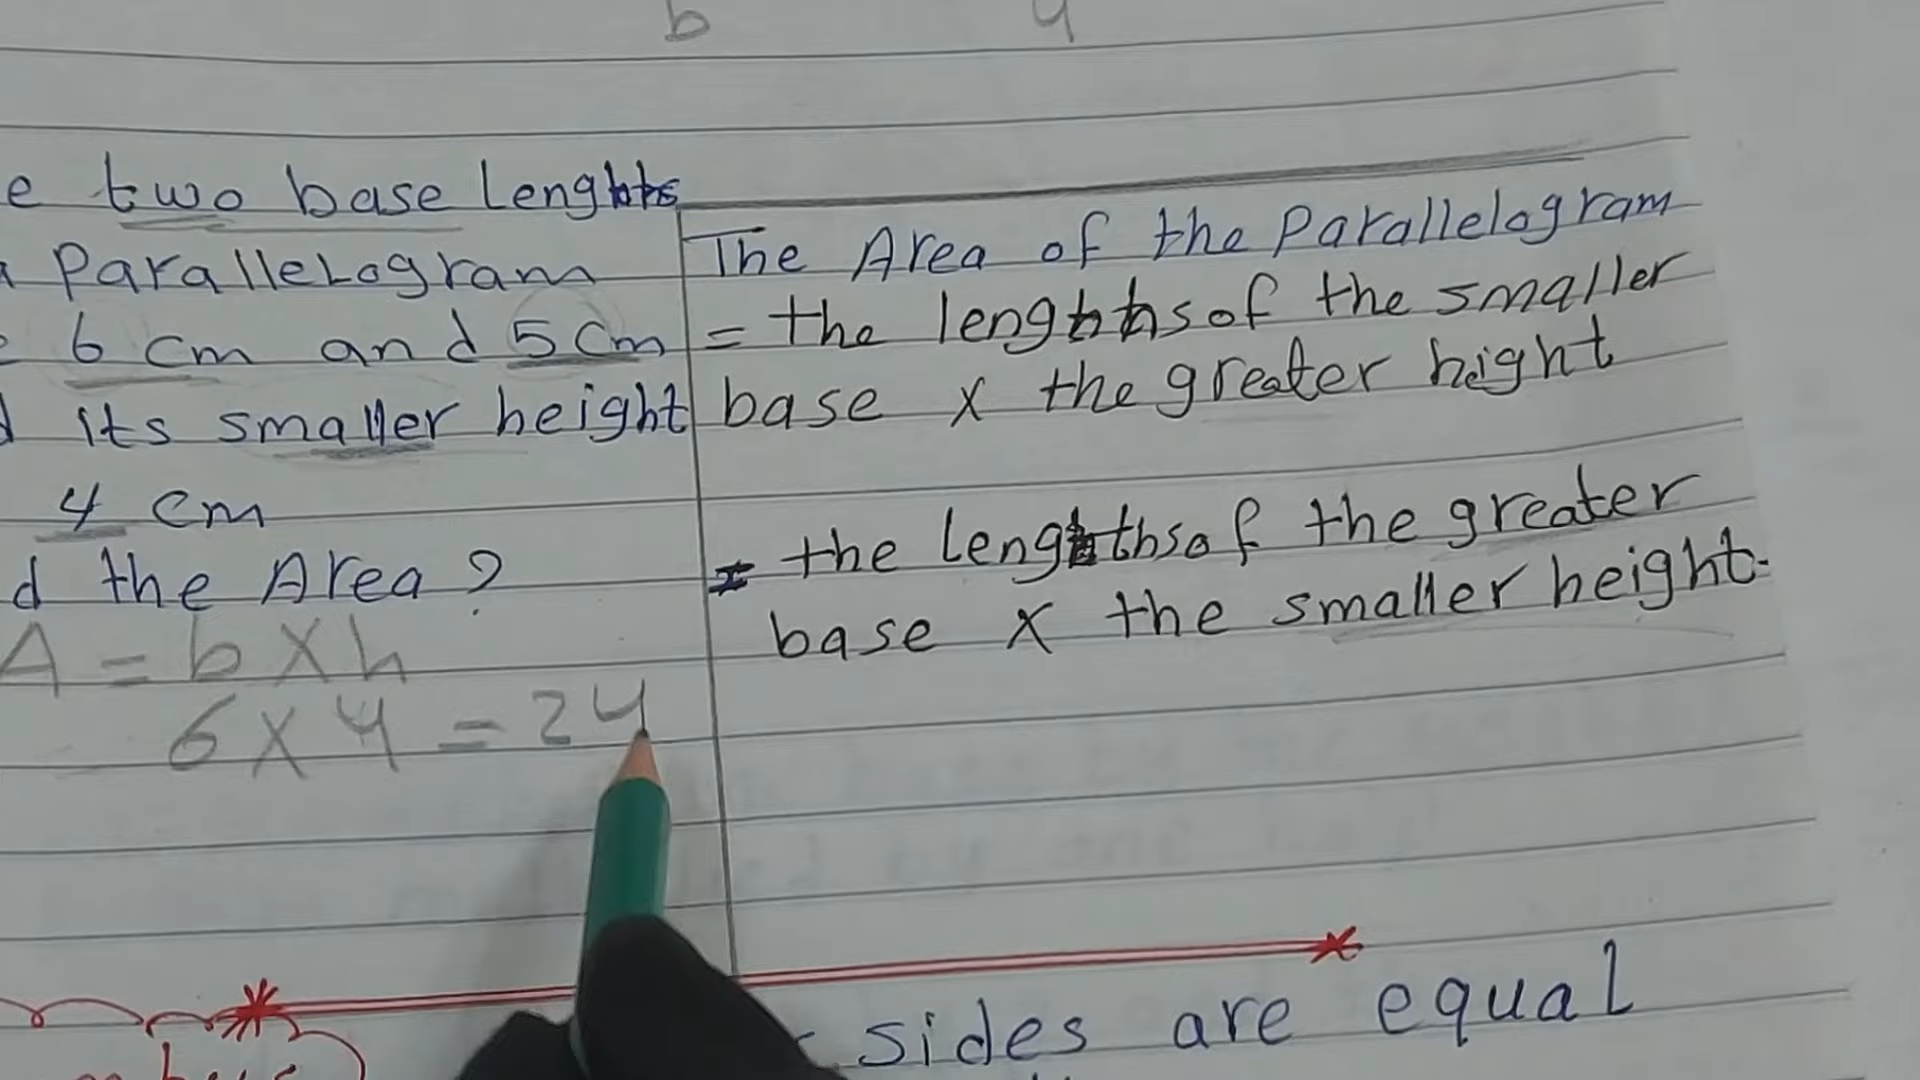 b 4
e two base lenghts
Parallelogram
6 cm and 5 cm
its smaller height
4 cm
d the Area?
A = b X h
6 X 4 = 24
The Area of the Parallelogram
= the lengths of the smaller
base X the greater height
= the lengths of the greater
base X the smaller height.
sides are equal